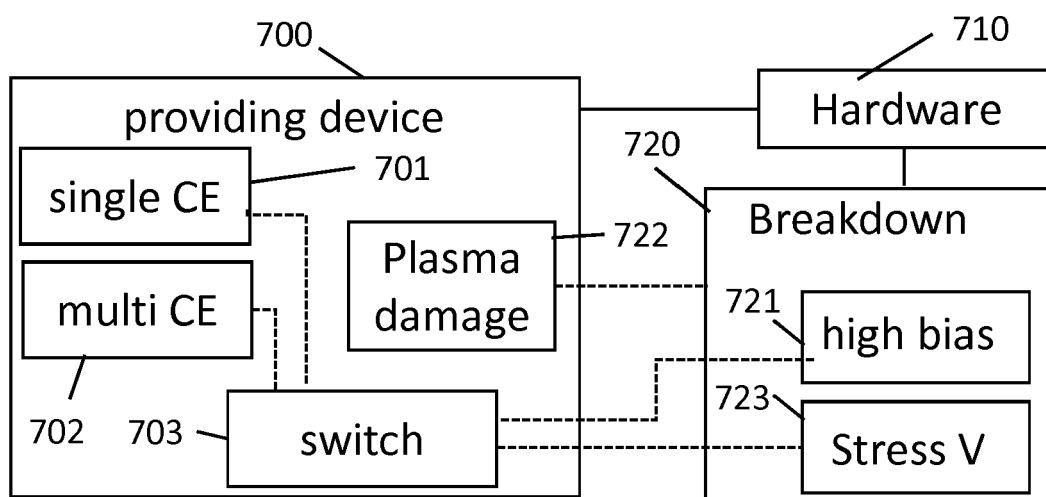 700
710
providing device
Hardware
720
701
single CE
Breakdown
722
Plasma
damage
multi CE
721
high bias
723
702
703
switch
Stress V